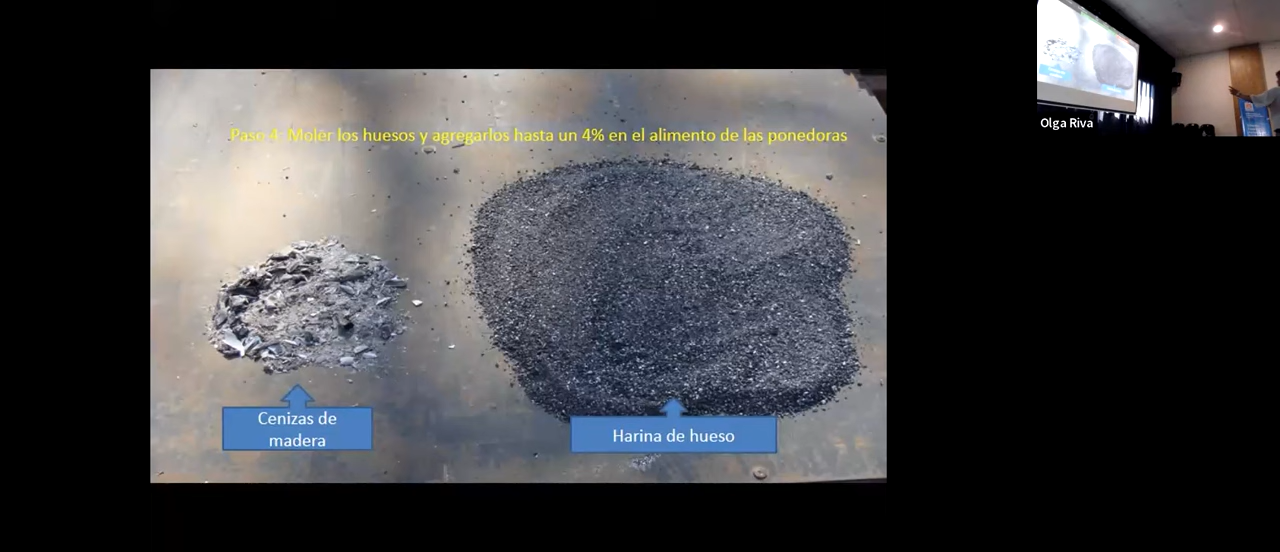 Paso 4: Moler los huesos y agregarlos hasta un 4% en el alimento de las ponedoras
Cenizas de
madera
Harina de hueso
Olga Riva